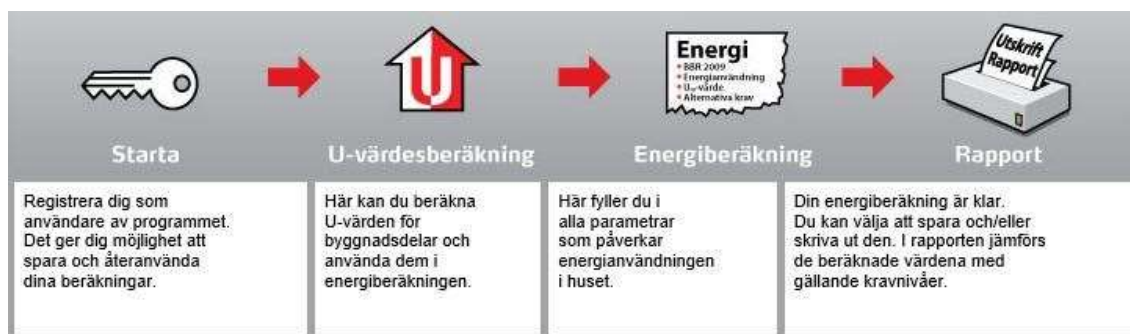 U
Energi
• BBR 2009
• Energianvändning
• Um-värde
• Alternativa krav
Utskrift
Rapport
Starta
U-värdesberäkning
Energiberäkning
Rapport
Registrera dig som
användare av programmet.
Det ger dig möjlighet att
spara och återanvända
dina beräkningar.
Här kan du beräkna
U-värden för
byggnadsdelar och
använda dem i
energiberäkningen.
Här fyller du i
alla parametrar
som påverkar
energianvändningen
i huset.
Din energiberäkning är klar.
Du kan välja att spara och/eller
skriva ut den. I rapporten jämförs
de beräknade värdena med
gällande kravnivåer.